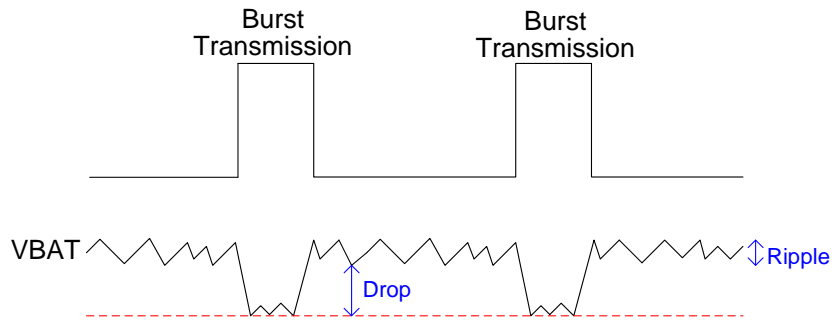 Burst
Transmission
Burst
Transmission
VBAT
Ripple
Drop